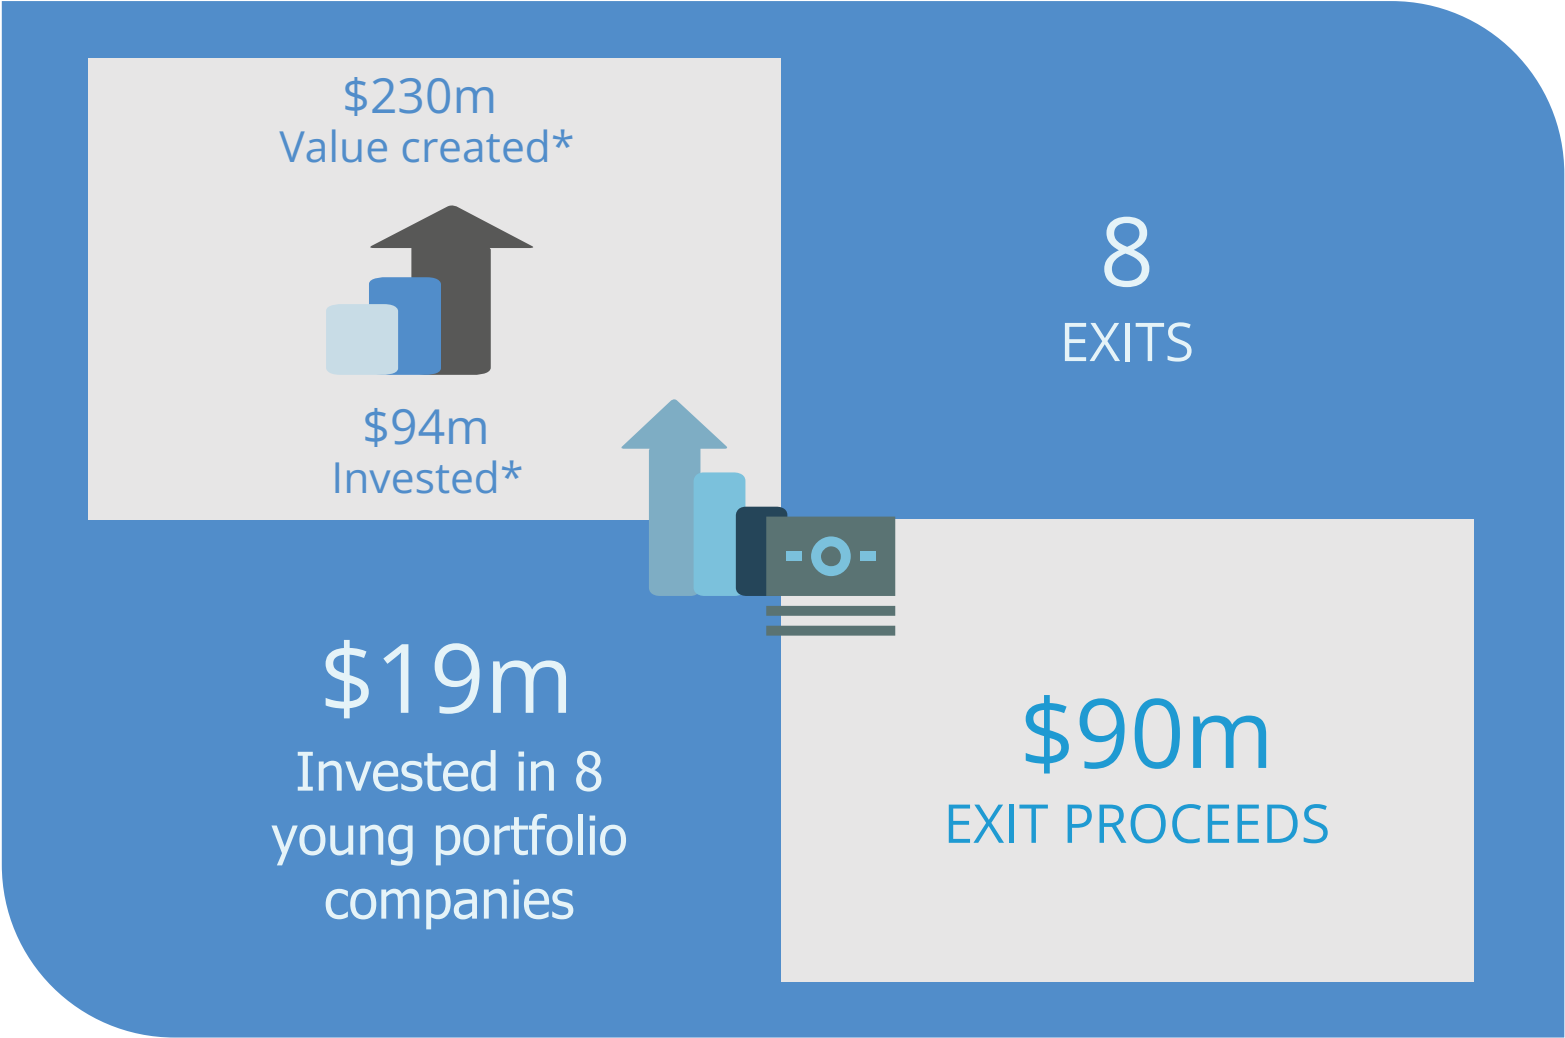 $230m
Value created*
$94m
Invested*
8
EXITS
$19m
Invested in 8
young portfolio
companies
$90m
EXIT PROCEEDS